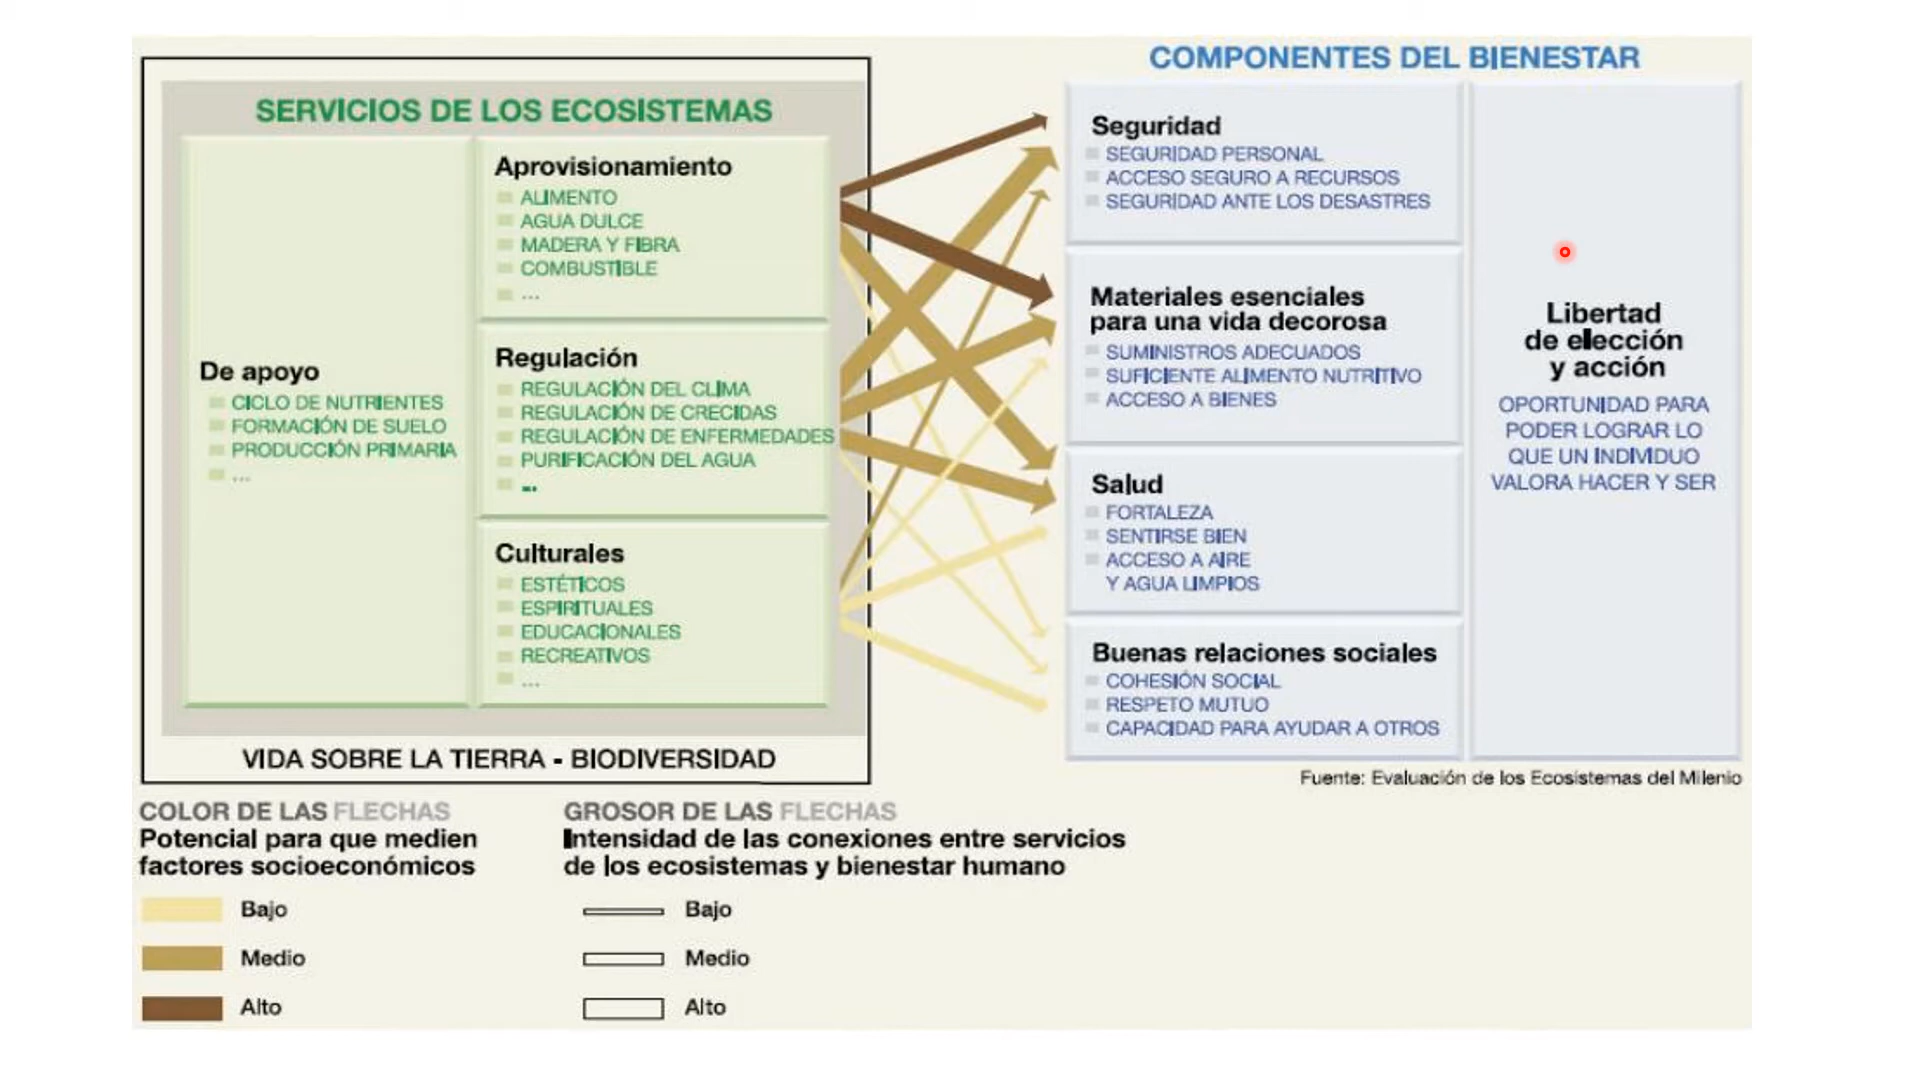 SERVICIOS DE LOS ECOSISTEMAS
De apoyo
CICLO DE NUTRIENTES
FORMACIÓN DE SUELO
PRODUCCIÓN PRIMARIA
...
Aprovisionamiento
ALIMENTO
AGUA DULCE
MADERA Y FIBRA
COMBUSTIBLE
...
Regulación
REGULACIÓN DEL CLIMA
REGULACIÓN DE CRECIDAS
REGULACIÓN DE ENFERMEDADES
PURIFICACIÓN DEL AGUA
...
Culturales
ESTÉTICOS
ESPIRITUALES
EDUCACIONALES
RECREATIVOS
...
VIDA SOBRE LA TIERRA - BIODIVERSIDAD
COMPONENTES DEL BIENESTAR
Seguridad
SEGURIDAD PERSONAL
ACCESO SEGURO A RECURSOS
SEGURIDAD ANTE LOS DESASTRES
Materiales esenciales
para una vida decorosa
SUMINISTROS ADECUADOS
SUFICIENTE ALIMENTO NUTRITIVO
ACCESO A BIENES
Salud
FORTALEZA
SENTIRSE BIEN
ACCESO A AIRE
Y AGUA LIMPIOS
Buenas relaciones sociales
COHESIÓN SOCIAL
RESPETO MUTUO
CAPACIDAD PARA AYUDAR A OTROS
Libertad
de elección
y acción
OPORTUNIDAD PARA
PODER LOGRAR LO
QUE UN INDIVIDUO
VALORA HACER Y SER
Fuente: Evaluación de los Ecosistemas del Milenio
COLOR DE LAS FLECHAS
Potencial para que medien
factores socioeconómicos
Bajo
Medio
Alto
GROSOR DE LAS FLECHAS
Intensidad de las conexiones entre servicios
de los ecosistemas y bienestar humano
Bajo
Medio
Alto